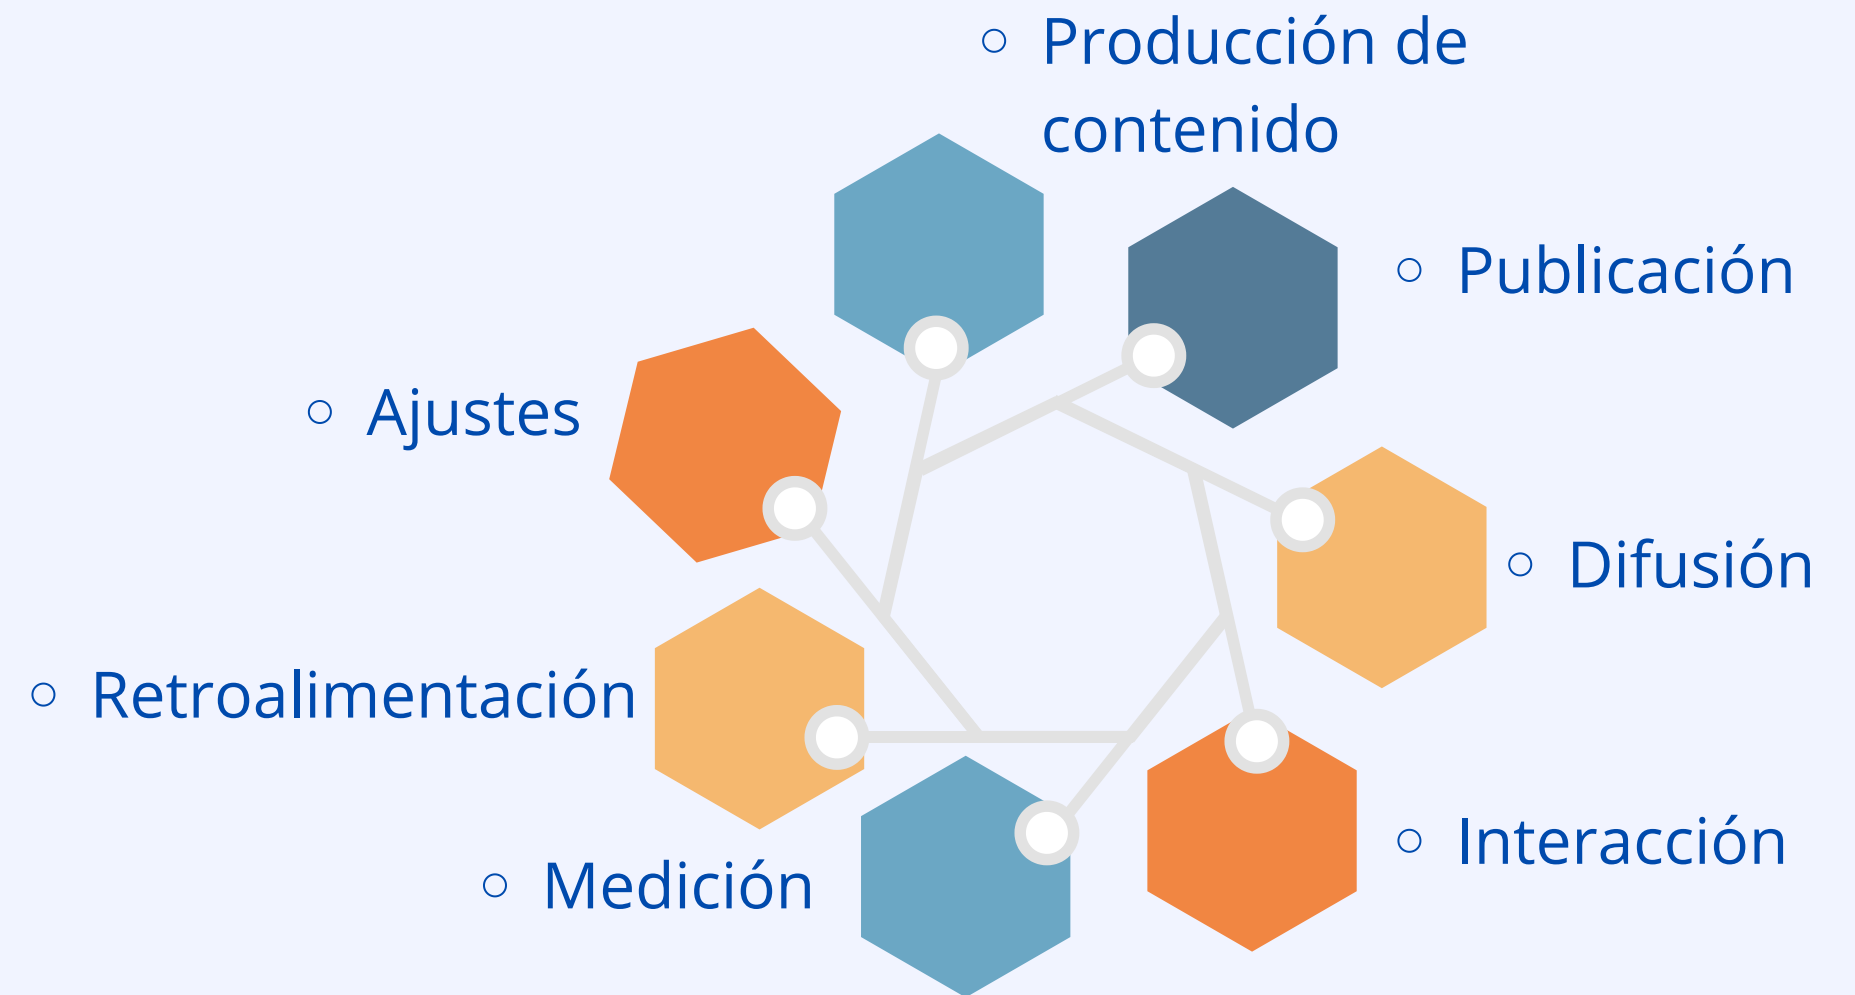 Producción de
contenido
Publicación
Ajustes
Difusión
Retroalimentación
Interacción
Medición